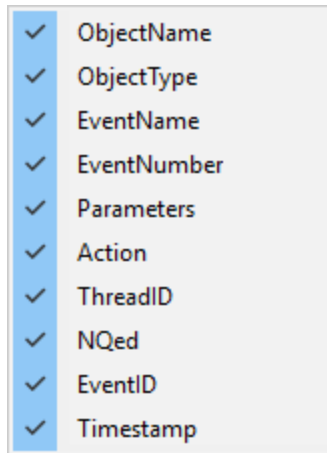 ObjectName
ObjectType
EventName
EventNumber
Parameters
Action
ThreadID
NQed
EventID
Timestamp